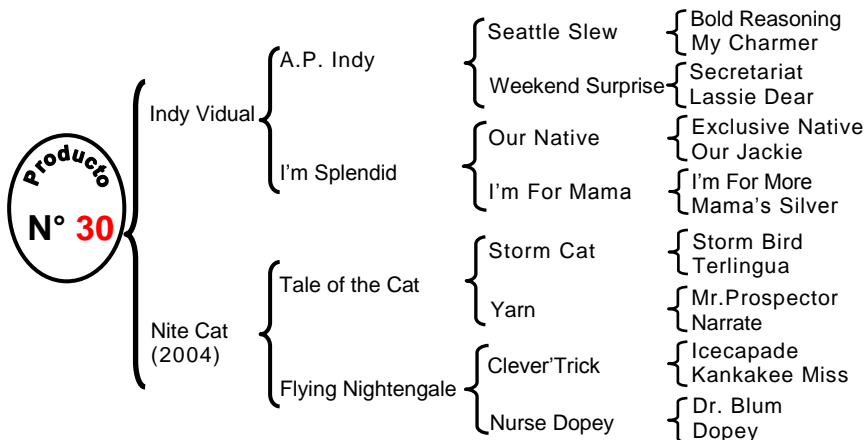 Producto
N° 30
Indy Vidual
Nite Cat
(2004)
A.P. Indy
I'm Splendid
Tale of the Cat
Flying Nightengale
Seattle Slew
Weekend Surprise
Our Native
I'm For Mama
Storm Cat
Yarn
Clever'Trick
Nurse Dopey
Bold Reasoning
My Charmer
Secretariat
Lassie Dear
Exclusive Native
Our Jackie
I'm For More
Mama's Silver
Storm Bird
Terlingua
Mr.Prospector
Narrate
Icecapade
Kankakee Miss
Dr. Blum
Dopey